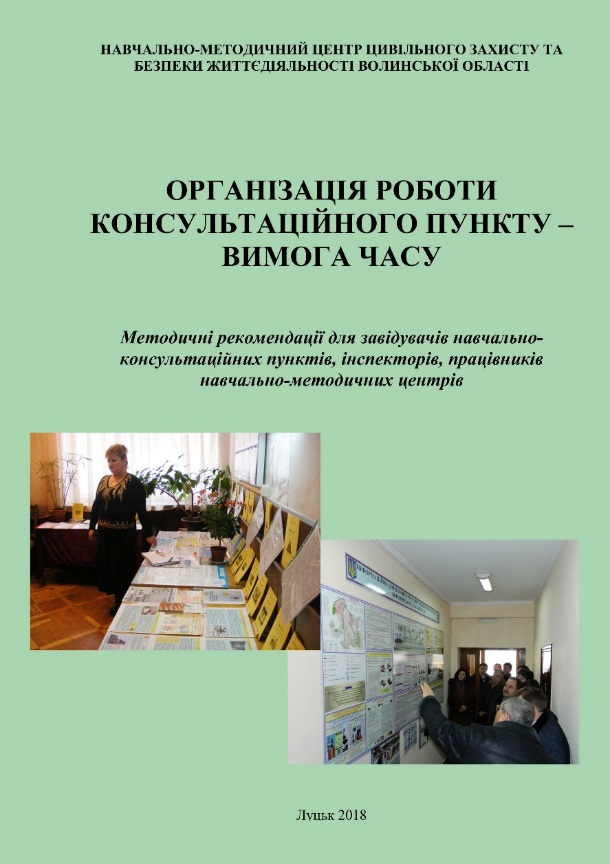 НАВЧАЛЬНО-МЕТОДИЧНИЙ ЦЕНТР ЦИВІЛЬНОГО ЗАХИСТУ ТА
БЕЗПЕКИ ЖИТТЄДІЯЛЬНОСТІ ВОЛИНСЬКОЇ ОБЛАСТІ
ОРГАНІЗАЦІЯ РОБОТИ
КОНСУЛЬТАЦІЙНОГО ПУНКТУ –
ВИМОГА ЧАСУ
Методичні рекомендації для завідувачів навчально-
консультаційних пунктів, інспекторів, працівників
навчально-методичних центрів
Луцьк 2018